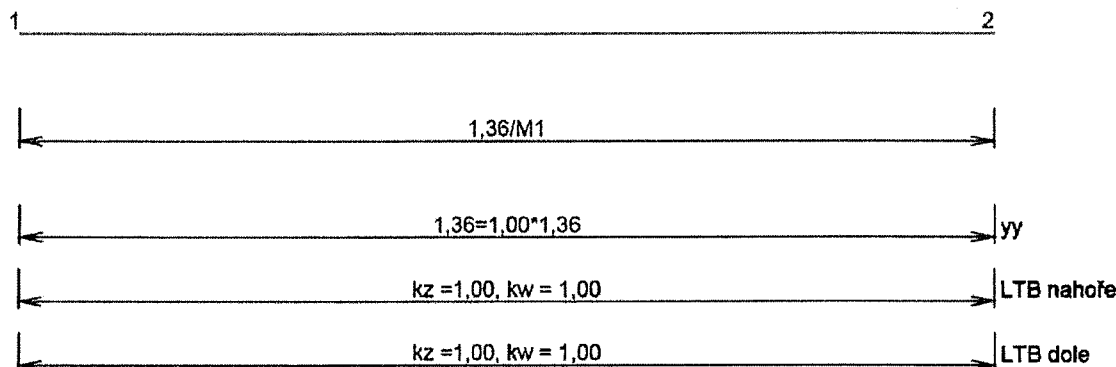 1 2
1,36/M1
1,36=1,00*1,36 yy
kz =1,00, kw = 1,00 LTB nahoře
kz =1,00, kw = 1,00 LTB dole